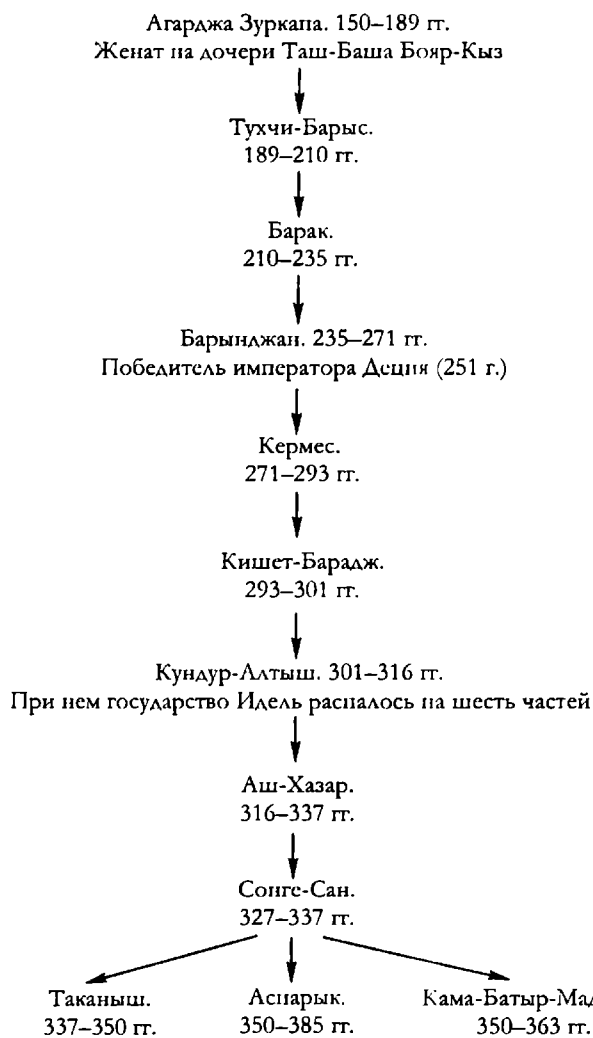 Агарджа Зуркапа. 150–189 гг.
Женат на дочери Таш-Баша Бояр-Кыз
Тухчи-Барыс.
189–210 гг.
Барак.
210–235 гг.
Барынджан. 235–271 гг.
Победитель императора Деция (251 г.)
Кермес.
271–293 гг.
Кишет-Барадж.
293–301 гг.
Кундур-Алтыш. 301–316 гг.
При нем государство Идель распалось на шесть частей
Аш-Хазар.
316–337 гг.
Сонге-Сан.
327–337 гг.
Таканыш. Аспарык. Кама-Батыр-Мад
337–350 гг. 350–385 гг. 350–363 гг.